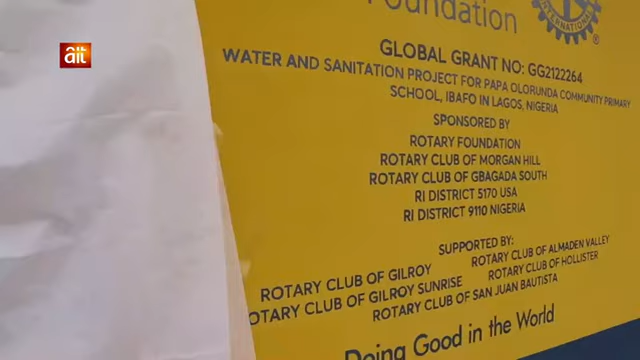 ait
Foundation
INTERNATIONAL
GLOBAL GRANT NO: GG2122264
WATER AND SANITATION PROJECT FOR PAPA OLORUNDA COMMUNITY PRIMARY
SCHOOL, IBAFO IN LAGOS, NIGERIA
SPONSORED BY
ROTARY FOUNDATION
ROTARY CLUB OF MORGAN HILL
ROTARY CLUB OF GBAGADA SOUTH
RI DISTRICT 5170 USA
RI DISTRICT 9110 NIGERIA
SUPPORTED BY:
ROTARY CLUB OF GILROY ROTARY CLUB OF ALMADEN VALLEY
ROTARY CLUB OF GILROY SUNRISE ROTARY CLUB OF HOLLISTER
ROTARY CLUB OF SAN JUAN BAUTISTA
Doing Good in the World